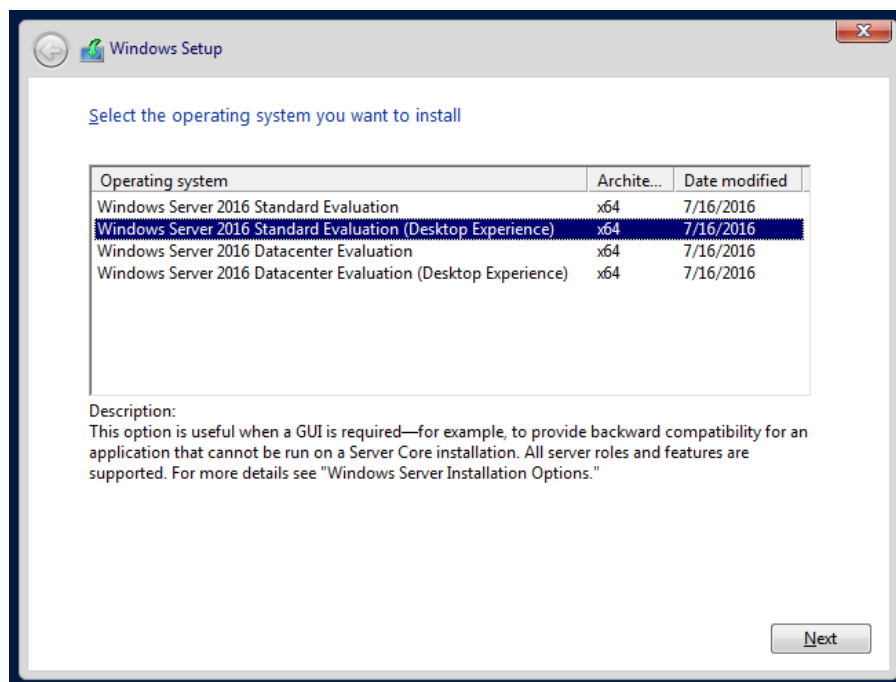 Windows Setup
Select the operating system you want to install
Operating system Archite... Date modified
Windows Server 2016 Standard Evaluation x64 7/16/2016
Windows Server 2016 Standard Evaluation (Desktop Experience) x64 7/16/2016
Windows Server 2016 Datacenter Evaluation x64 7/16/2016
Windows Server 2016 Datacenter Evaluation (Desktop Experience) x64 7/16/2016
Description:
This option is useful when a GUI is required—for example, to provide backward compatibility for an
application that cannot be run on a Server Core installation. All server roles and features are
supported. For more details see "Windows Server Installation Options."
Next